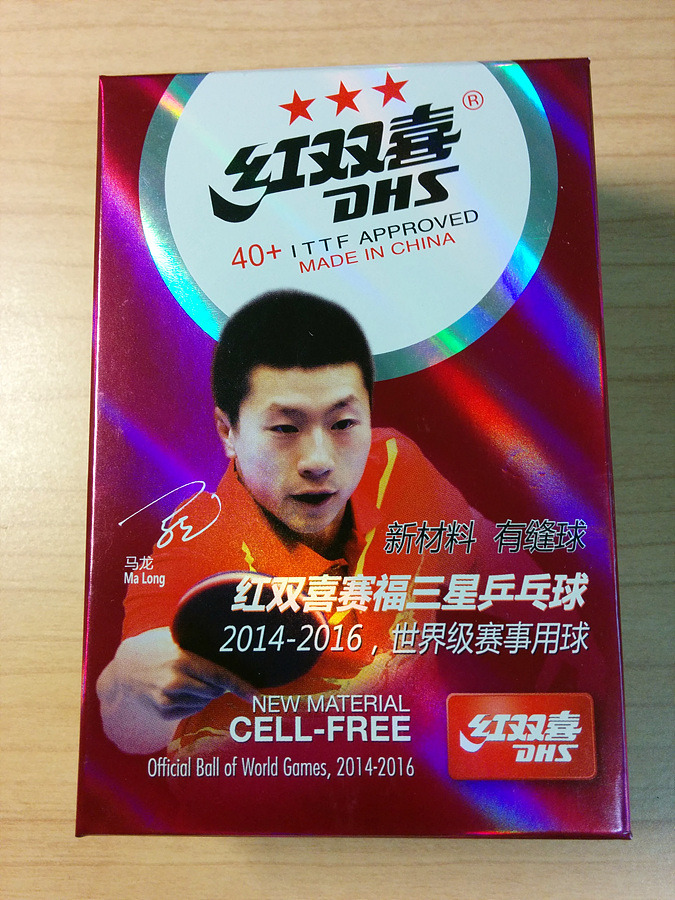 红双喜 ®
DHS
40+ ITTF APPROVED
MADE IN CHINA
马龙
Ma Long
新材料 有缝球
红双喜赛福三星乒乓球
2014-2016，世界级赛事用球
NEW MATERIAL
CELL-FREE
Official Ball of World Games, 2014-2016
红双喜
DHS